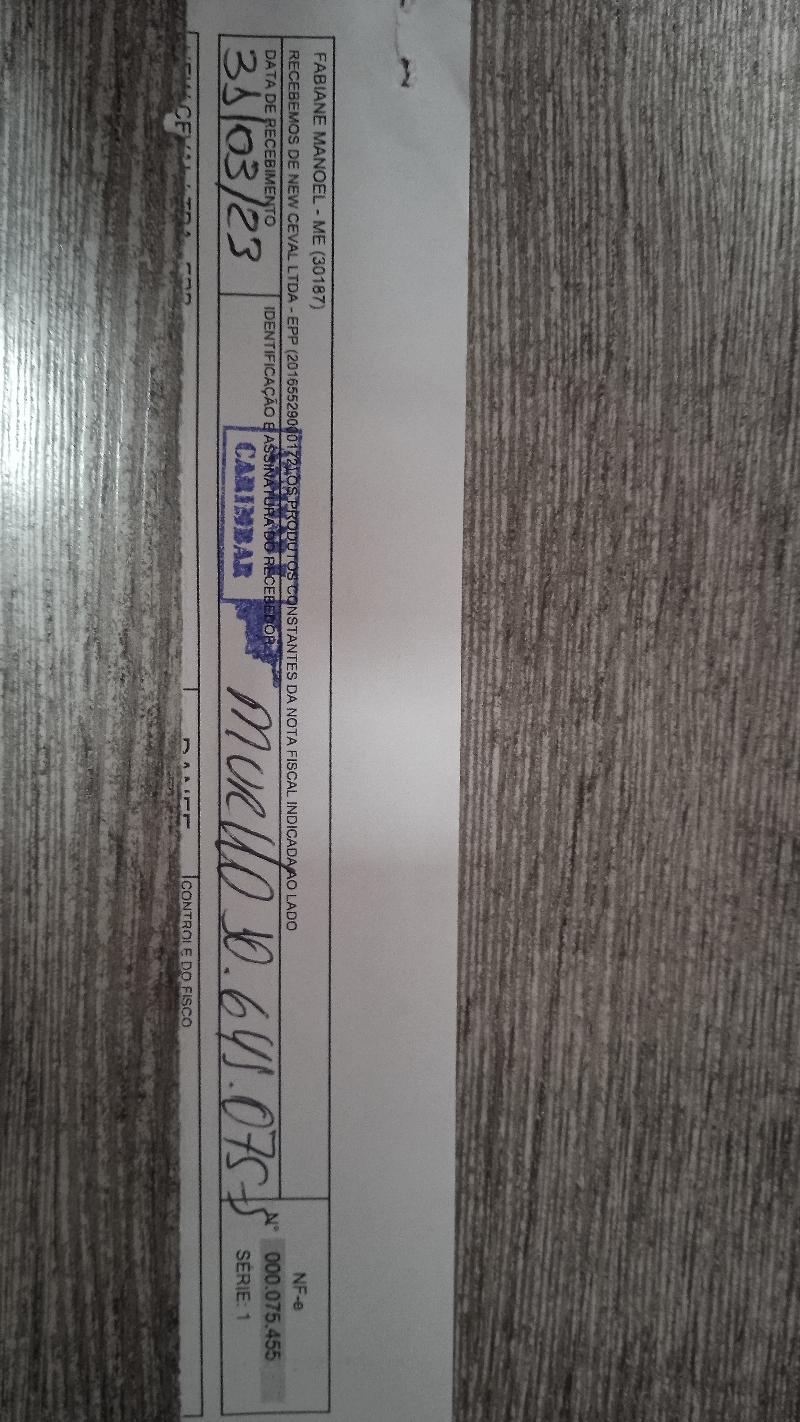 FABIANE MANOEL - ME (30187)
RECEBEMOS DE NEW CEVAL LTDA - EPP (20165529000172) OS PRODUTOS CONSTANTES DA NOTA FISCAL INDICADA AO LADO
DATA DE RECEBIMENTO
31/03/23
IDENTIFICAÇÃO E ASSINATURA DO RECEBEDOR
CARIMBAR
NF-e
Nº 000.075.455
SÉRIE: 1
CONTROLE DO FISCO